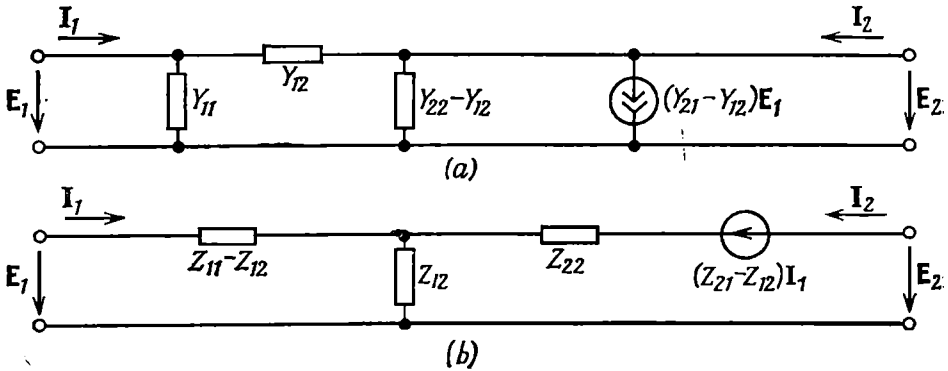 I1 I2
E1 Y11 Y12 Y22–Y12 (Y21–Y12)E1 E2
(a)
I1 I2
E1 Z11–Z12 Z12 Z22 (Z21–Z12)I1 E2
(b)